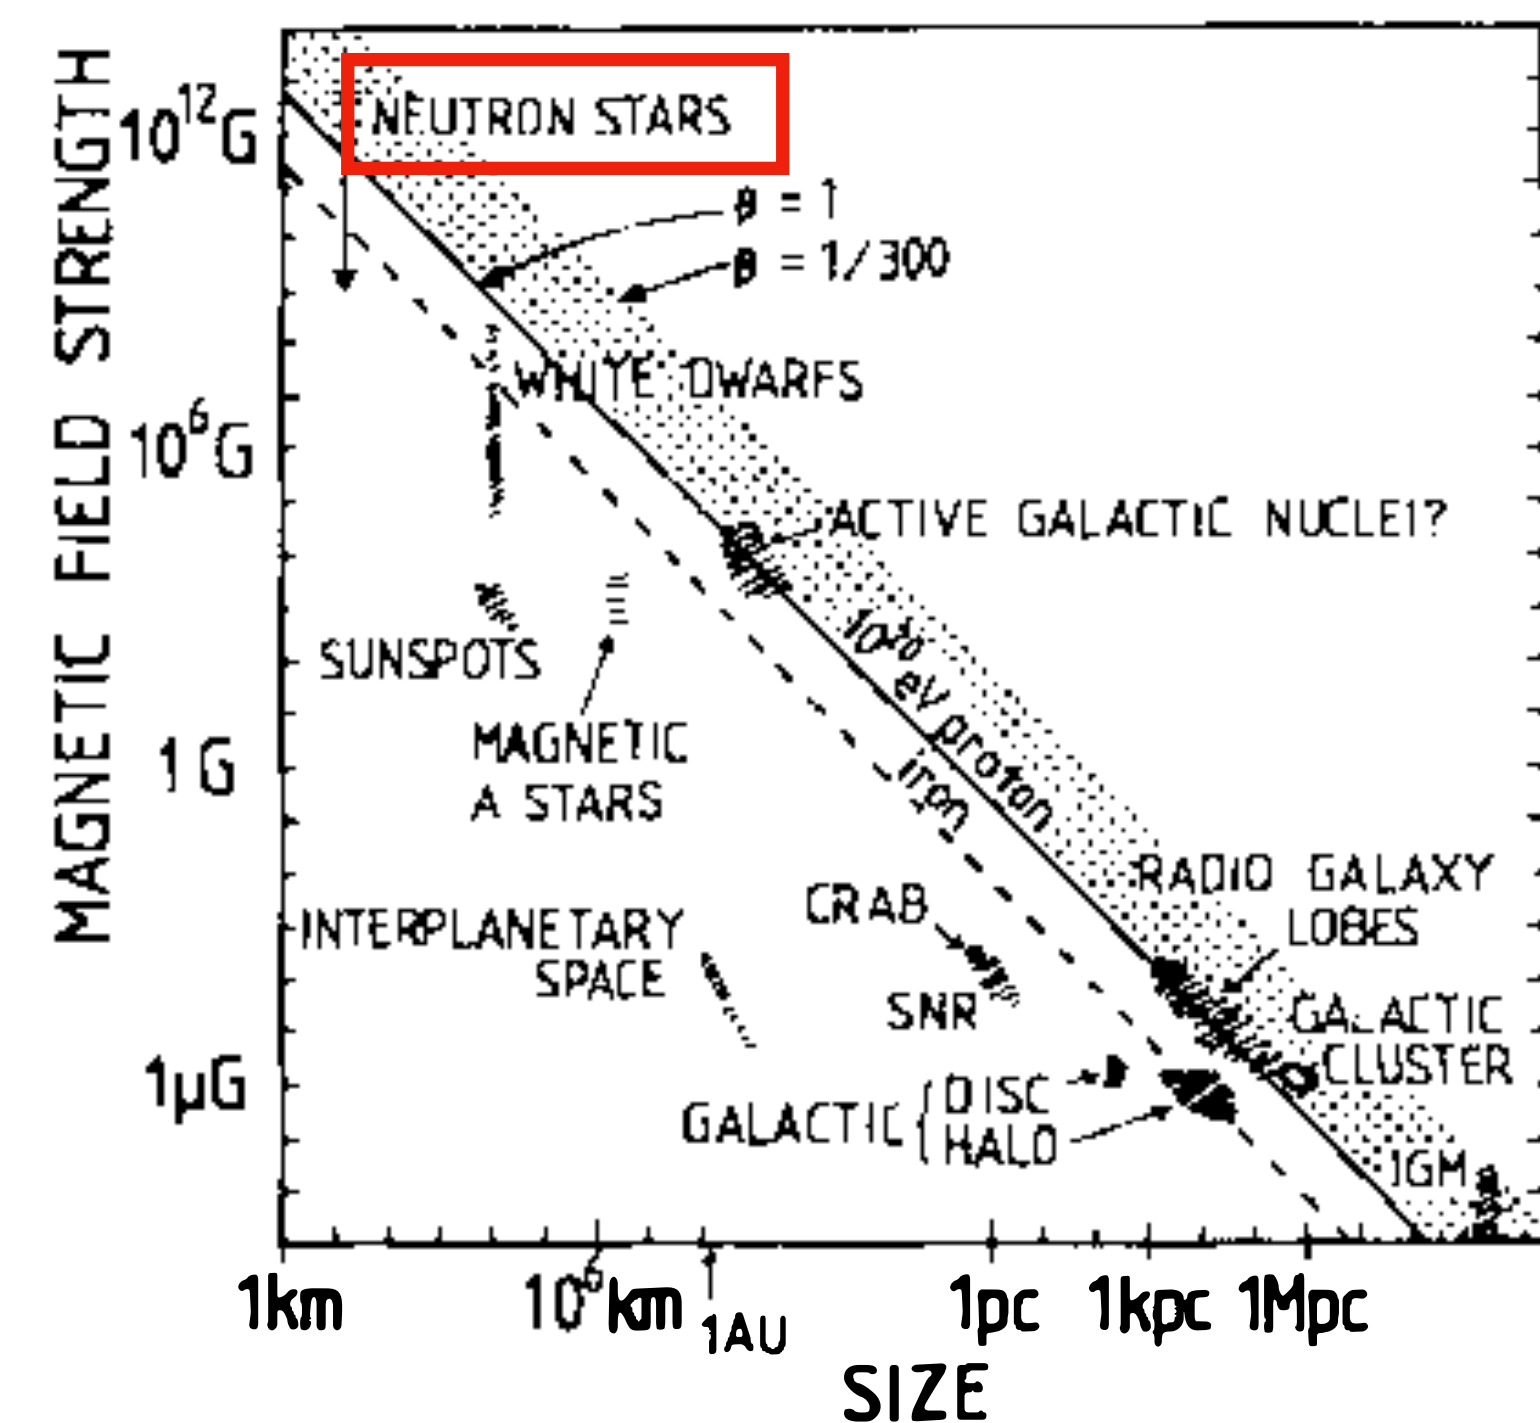 MAGNETIC FIELD STRENGTH
10¹²G
10⁶G
1G
1μG
NEUTRON STARS
β = 1
β = 1/300
WHITE DWARFS
ACTIVE GALACTIC NUCLEI?
10²⁰ eV proton
iron
SUNSPOTS
MAGNETIC
A STARS
INTERPLANETARY
SPACE
CRAB
SNR
RADIO GALAXY
LOBES
GALACTIC
CLUSTER
GALACTIC { DISC
HALO
IGM
1km
10⁶km
1AU
1pc
1kpc
1Mpc
SIZE